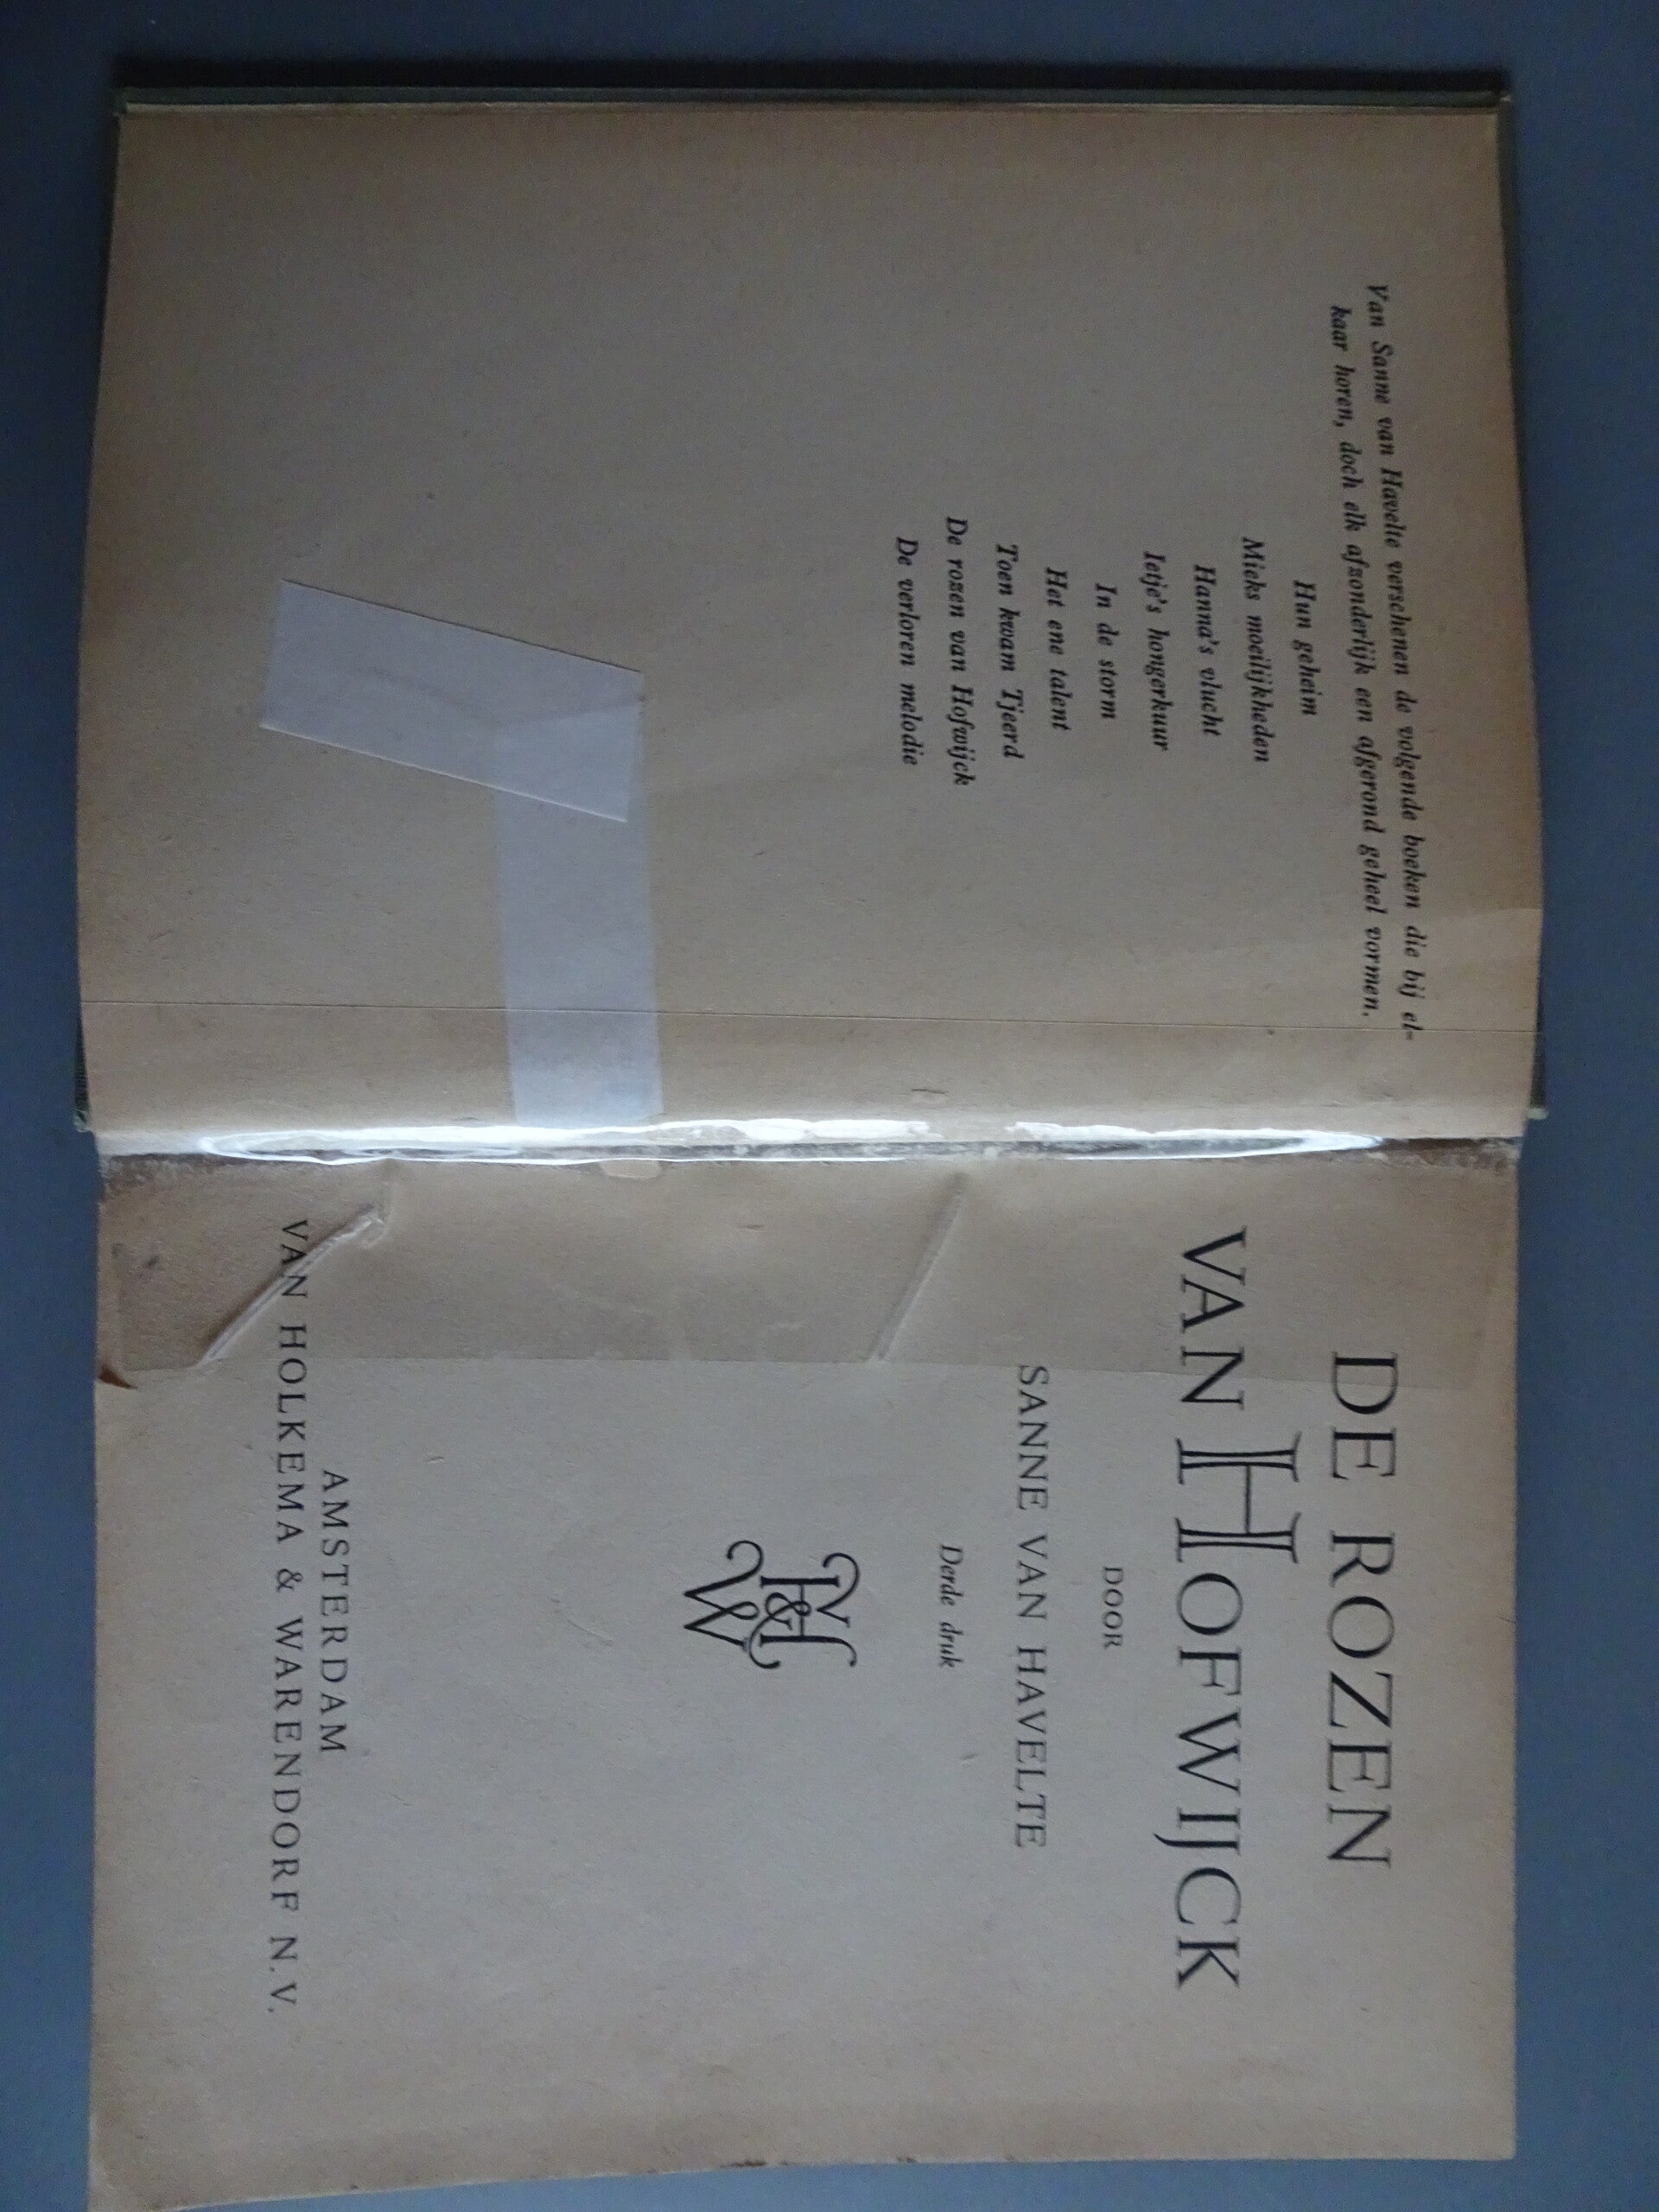 Van Sanne van Havelte verschenen de volgende boeken die bij el-
kaar horen, doch elk afzonderlijk een afgerond geheel vormen.
Hun geheim
Mieks moeilijkheden
Hanna's vlucht
Ietje's hongerkuur
In de storm
Het ene talent
Toen kwam Tjeerd
De rozen van Hofwijck
De verloren melodie
DE ROZEN
VAN HOFWIJCK
DOOR
SANNE VAN HAVELTE
Derde druk
V H & W
AMSTERDAM
VAN HOLKEMA & WARENDORF N.V.